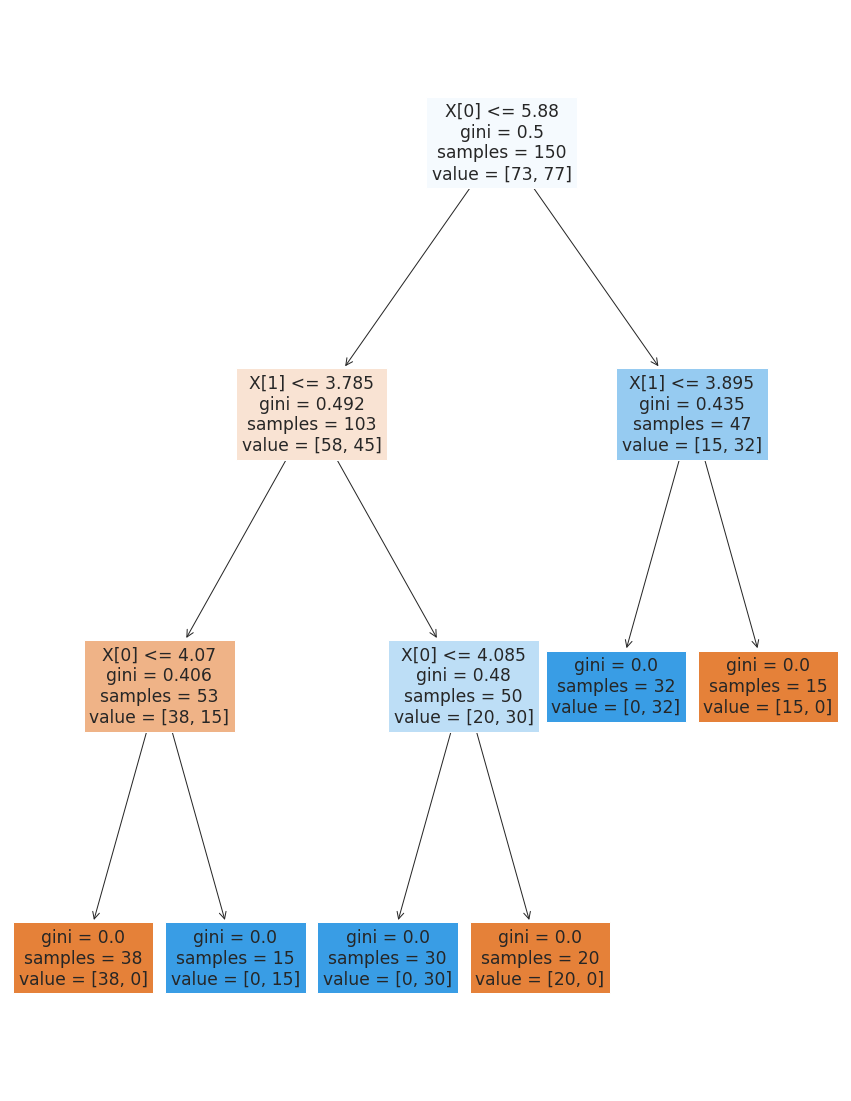 X[0] <= 5.88
gini = 0.5
samples = 150
value = [73, 77]
X[1] <= 3.785
gini = 0.492
samples = 103
value = [58, 45]
X[1] <= 3.895
gini = 0.435
samples = 47
value = [15, 32]
X[0] <= 4.07
gini = 0.406
samples = 53
value = [38, 15]
X[0] <= 4.085
gini = 0.48
samples = 50
value = [20, 30]
gini = 0.0
samples = 32
value = [0, 32]
gini = 0.0
samples = 15
value = [15, 0]
gini = 0.0
samples = 38
value = [38, 0]
gini = 0.0
samples = 15
value = [0, 15]
gini = 0.0
samples = 30
value = [0, 30]
gini = 0.0
samples = 20
value = [20, 0]